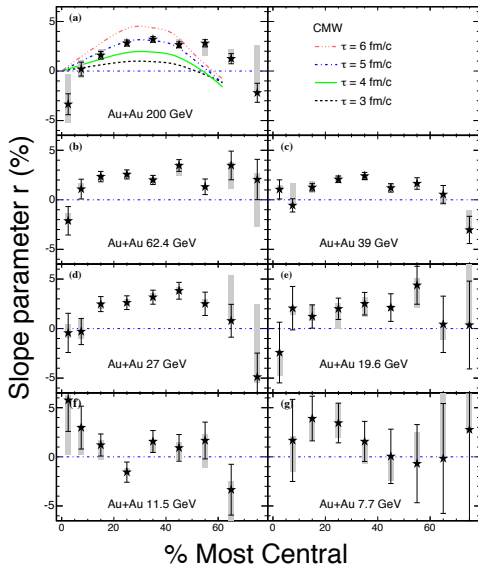 Slope parameter r (%)
(a)
CMW
τ = 6 fm/c
τ = 5 fm/c
τ = 4 fm/c
τ = 3 fm/c
5
0
-5
Au+Au 200 GeV
(b)
(c)
5
0
-5
Au+Au 62.4 GeV
Au+Au 39 GeV
(d)
(e)
5
0
-5
Au+Au 27 GeV
Au+Au 19.6 GeV
(f)
(g)
5
0
-5
Au+Au 11.5 GeV
Au+Au 7.7 GeV
0 20 40 60 80 0 20 40 60
% Most Central